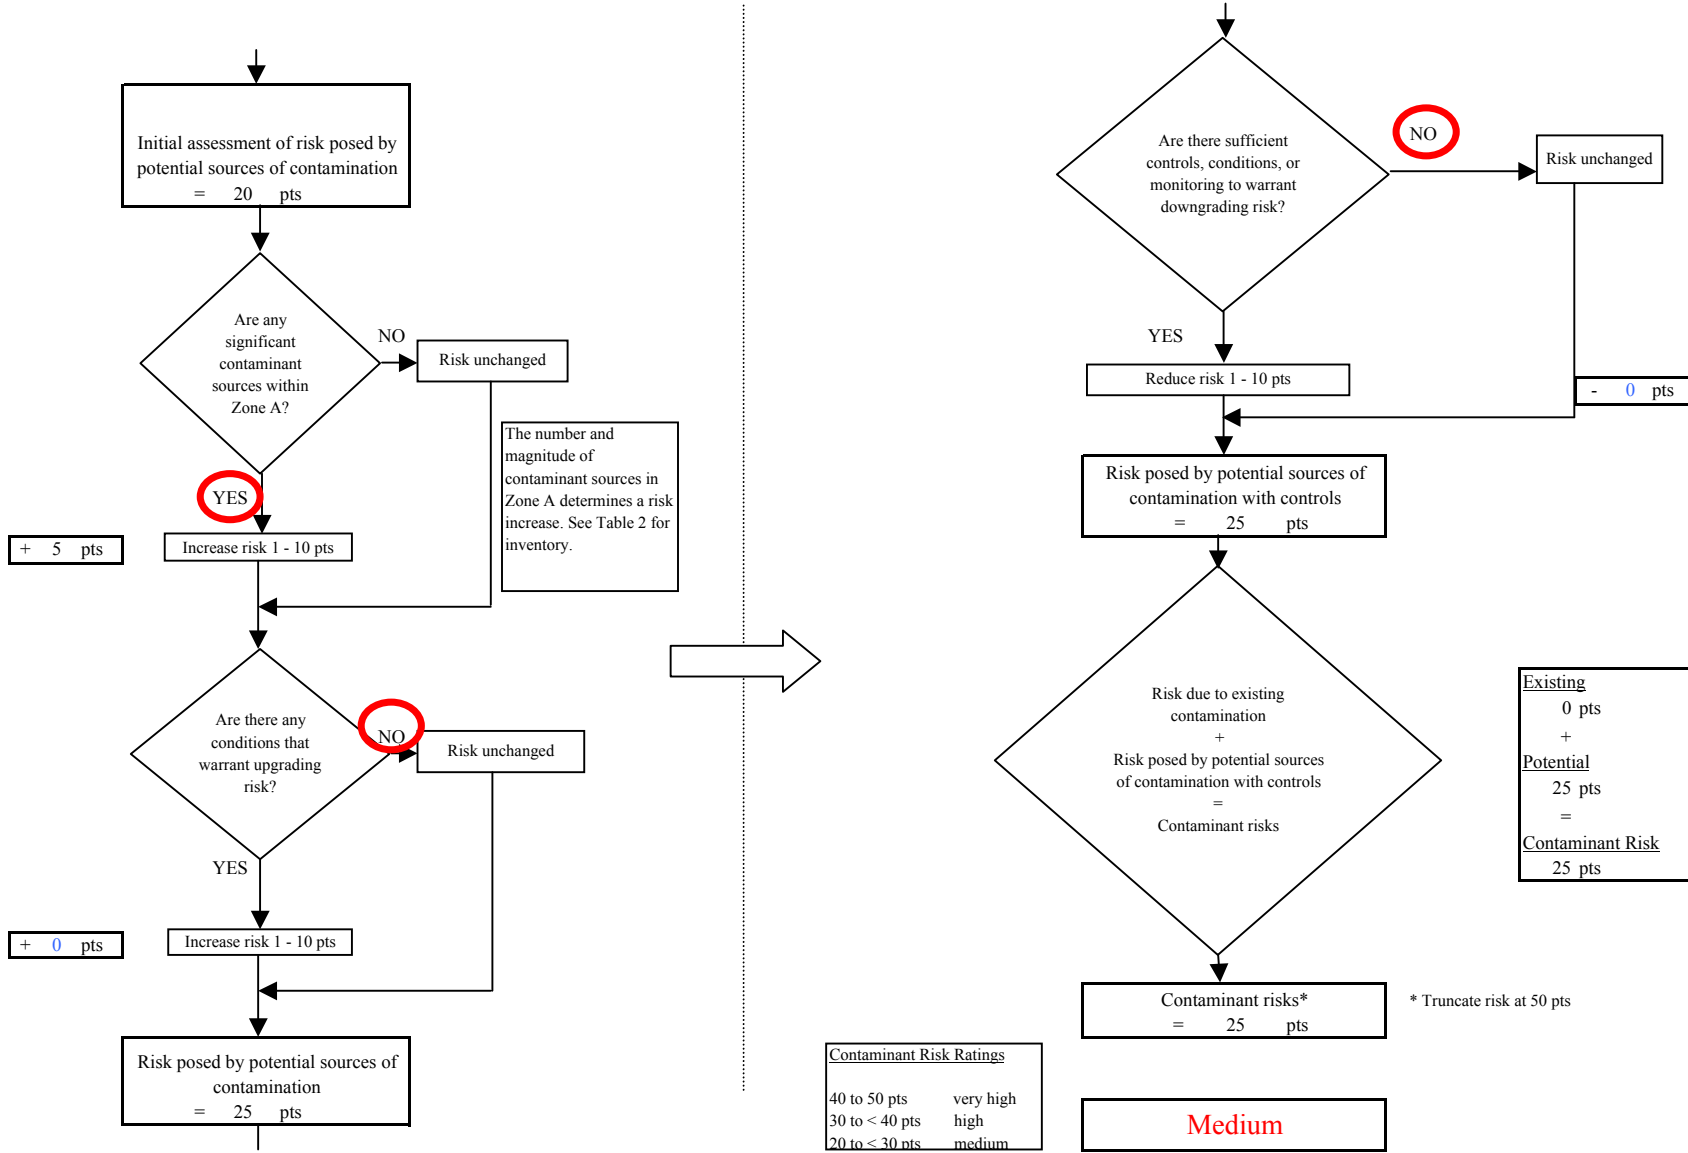 Initial assessment of risk posed by
potential sources of contamination
= 20 pts
Are any
significant
contaminant
sources within
Zone A?
NO
Risk unchanged
The number and
magnitude of
contaminant sources in
Zone A determines a risk
increase. See Table 2 for
inventory.
YES
+ 5 pts
Increase risk 1 - 10 pts
Are there any
conditions that
warrant upgrading
risk?
NO
Risk unchanged
YES
+ 0 pts
Increase risk 1 - 10 pts
Risk posed by potential sources of
contamination
= 25 pts
Are there sufficient
controls, conditions, or
monitoring to warrant
downgrading risk?
NO
Risk unchanged
YES
Reduce risk 1 - 10 pts
- 0 pts
Risk posed by potential sources of
contamination with controls
= 25 pts
Risk due to existing
contamination
+
Risk posed by potential sources
of contamination with controls
=
Contaminant risks
Existing
0 pts
+
Potential
25 pts
=
Contaminant Risk
25 pts
Contaminant risks*
= 25 pts
* Truncate risk at 50 pts
Contaminant Risk Ratings
40 to 50 pts very high
30 to < 40 pts high
20 to < 30 pts medium
Medium